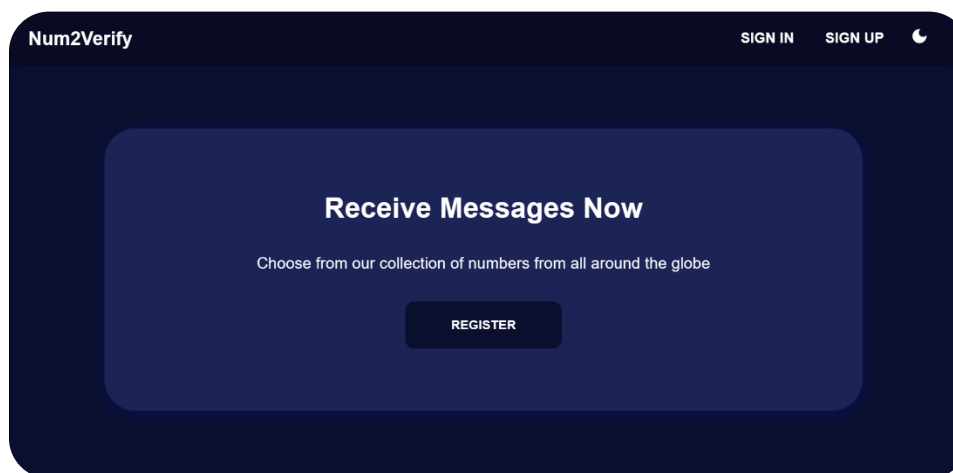 Num2Verify
SIGN IN
SIGN UP
Receive Messages Now
Choose from our collection of numbers from all around the globe
REGISTER